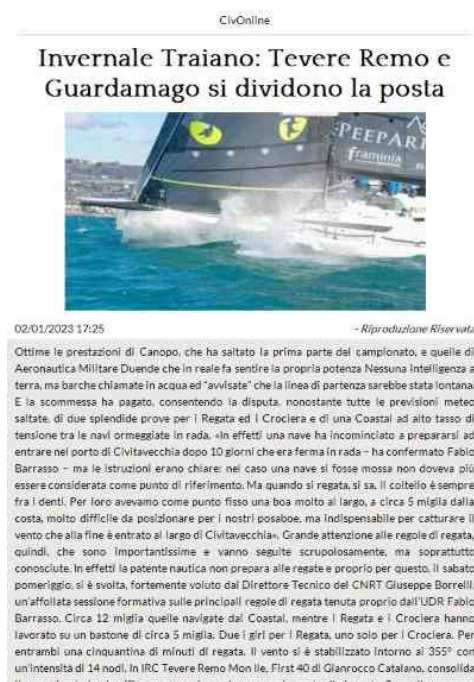 CivOnline
Invernale Traiano: Tevere Remo e
Guardamago si dividono la posta
PEEPAR
framinia
02/01/2023 17:25
- Riproduzione Riservata
Ottime le prestazioni di Canopo, che ha saltato la prima parte del campionato, e quelle di
Aeronautica Militare Duende che in reale fa sentire la propria potenza Nessuna intelligenza a
terra, ma barche chiamate in acqua ed "avvisate" che la linea di partenza sarebbe stata lontana.
E la scommessa ha pagato, consentendo la disputa, nonostante tutte le previsioni meteo
saltate, di due splendide prove per i Regata ed i Crociera e di una Coastal ad alto tasso di
tensione tra le navi ormeggiate in rada. «In effetti una nave ha incominciato a prepararsi ad
entrare nel porto di Civitavecchia dopo 10 giorni che era ferma in rada – ha confermato Fabio
Barrasso – ma le istruzioni erano chiare: nel caso una nave si fosse mossa non doveva più
essere considerata come punto di riferimento. Ma quando si regata, si sa. Il coltello è sempre
fra i denti. Per loro avevamo come punto fisso una boa molto al largo, a circa 5 miglia dalla
costa, molto difficile da posizionare per i nostri posaboe, ma indispensabile per catturare il
vento che alla fine è entrato al largo di Civitavecchia». Grande attenzione alle regole di regata,
quindi, che sono importantissime e vanno seguite scrupolosamente, ma soprattutto
conosciute. In effetti la patente nautica non prepara alle regate e proprio per questo, il sabato
pomeriggio, si è svolta, fortemente voluto dal Direttore Tecnico del CNRT Giuseppe Borrelli,
un'affollata sessione formativa sulle principali regole di regata tenuta proprio dall'UDR Fabio
Barrasso. Circa 12 miglia quelle navigate dai Coastal, mentre i Regata e i Crociera hanno
lavorato su un bastone di circa 5 miglia. Due i giri per i Regata, uno solo per i Crociera. Per
entrambi una cinquantina di minuti di regata. Il vento si è stabilizzato intorno ai 355° con
un'intensità di 14 nodi. In IRC Tevere Remo Mon Ile, First 40 di Gianrocco Catalano, consolida